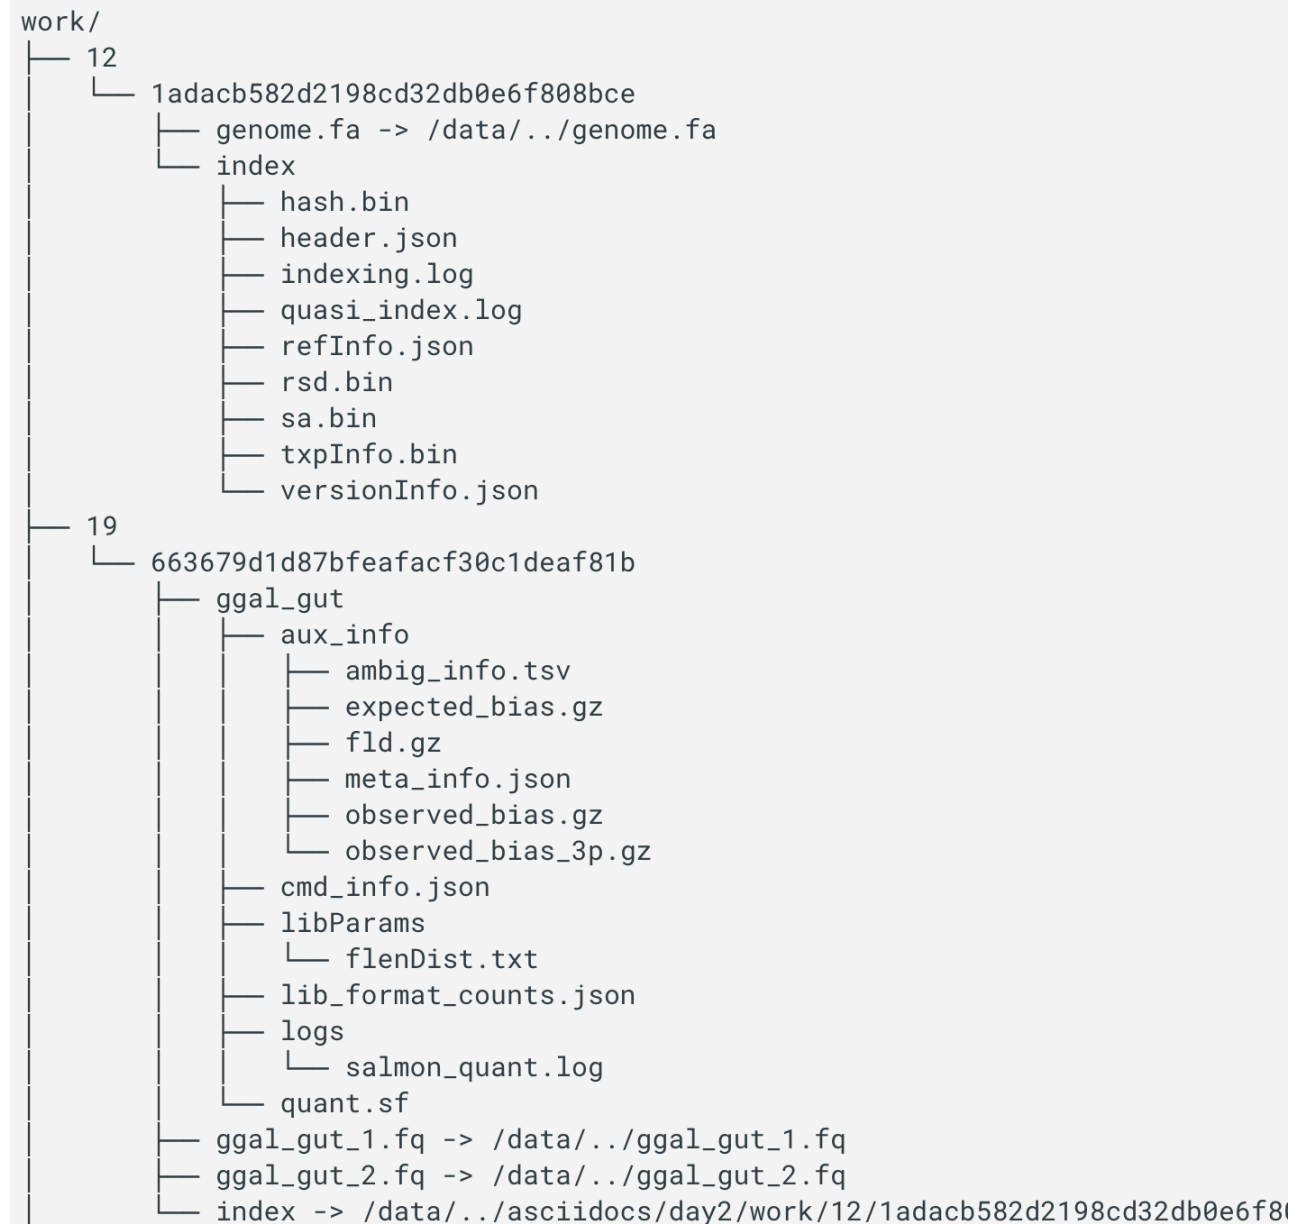 work/
├── 12
│   └── 1adacb582d2198cd32db0e6f808bce
│       ├── genome.fa -> /data/../genome.fa
│       └── index
│           ├── hash.bin
│           ├── header.json
│           ├── indexing.log
│           ├── quasi_index.log
│           ├── refInfo.json
│           ├── rsd.bin
│           ├── sa.bin
│           ├── txpInfo.bin
│           └── versionInfo.json
├── 19
│   └── 663679d1d87bfeafacf30c1deaf81b
│       ├── ggal_gut
│       │   ├── aux_info
│       │   │   ├── ambig_info.tsv
│       │   │   ├── expected_bias.gz
│       │   │   ├── fld.gz
│       │   │   ├── meta_info.json
│       │   │   ├── observed_bias.gz
│       │   │   └── observed_bias_3p.gz
│       │   ├── cmd_info.json
│       │   ├── libParams
│       │   │   └── flenDist.txt
│       │   ├── lib_format_counts.json
│       │   ├── logs
│       │   │   └── salmon_quant.log
│       │   └── quant.sf
│       ├── ggal_gut_1.fq -> /data/../ggal_gut_1.fq
│       ├── ggal_gut_2.fq -> /data/../ggal_gut_2.fq
│       └── index -> /data/../asciidocs/day2/work/12/1adacb582d2198cd32db0e6f80